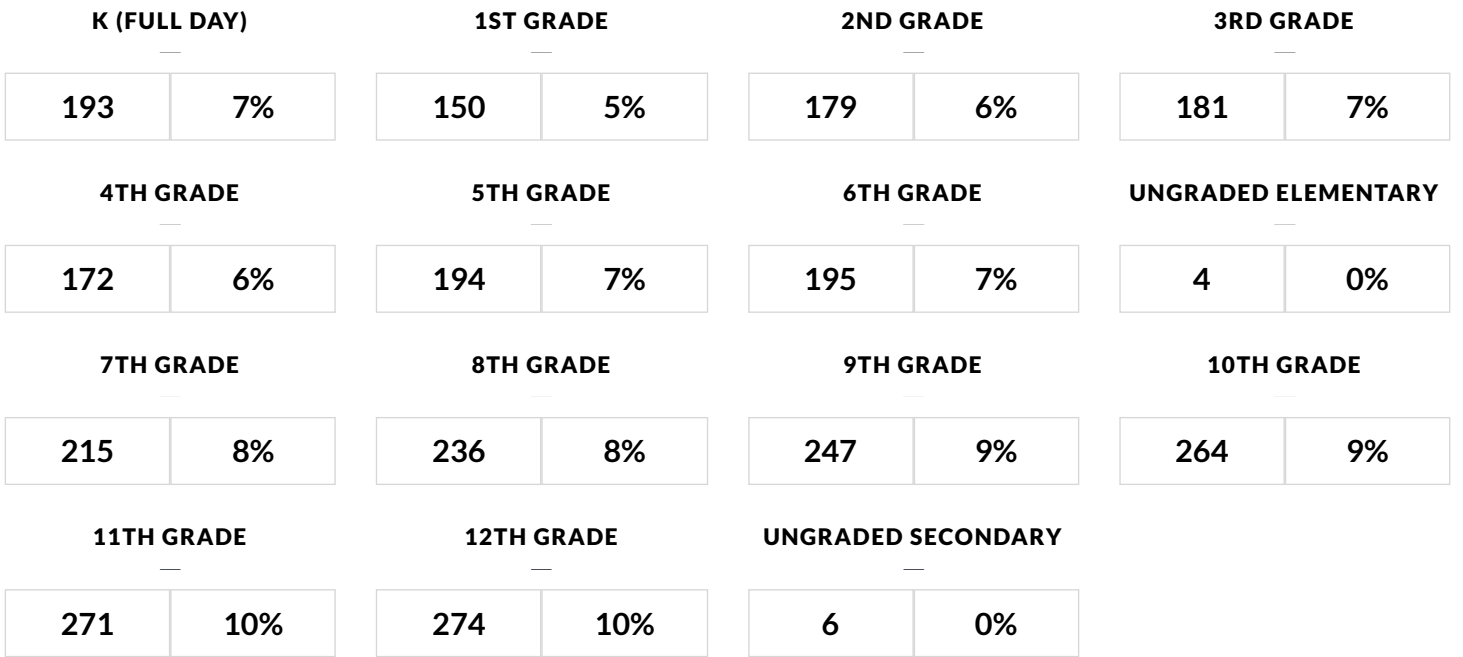 K (FULL DAY) 1ST GRADE 2ND GRADE 3RD GRADE
193 7% 150 5% 179 6% 181 7%
4TH GRADE 5TH GRADE 6TH GRADE UNGRADED ELEMENTARY
172 6% 194 7% 195 7% 4 0%
7TH GRADE 8TH GRADE 9TH GRADE 10TH GRADE
215 8% 236 8% 247 9% 264 9%
11TH GRADE 12TH GRADE UNGRADED SECONDARY
271 10% 274 10% 6 0%